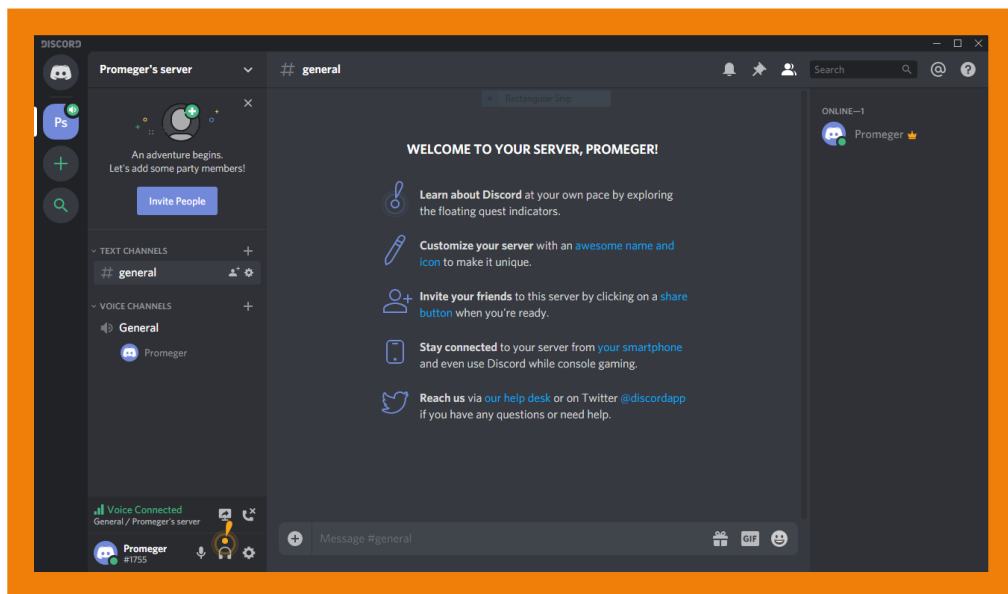 DISCORD
Promeger's server
general
Search
Ps
Rectangular Snip
An adventure begins.
Let's add some party members!
Invite People
TEXT CHANNELS
general
VOICE CHANNELS
General
Promeger
WELCOME TO YOUR SERVER, PROMEGER!
Learn about Discord at your own pace by exploring
the floating quest indicators.
Customize your server with an awesome name and
icon to make it unique.
Invite your friends to this server by clicking on a share
button when you're ready.
Stay connected to your server from your smartphone
and even use Discord while console gaming.
Reach us via our help desk or on Twitter @discordapp
if you have any questions or need help.
ONLINE—1
Promeger
Voice Connected
General / Promeger's server
Promeger
#1755
Message #general
GIF